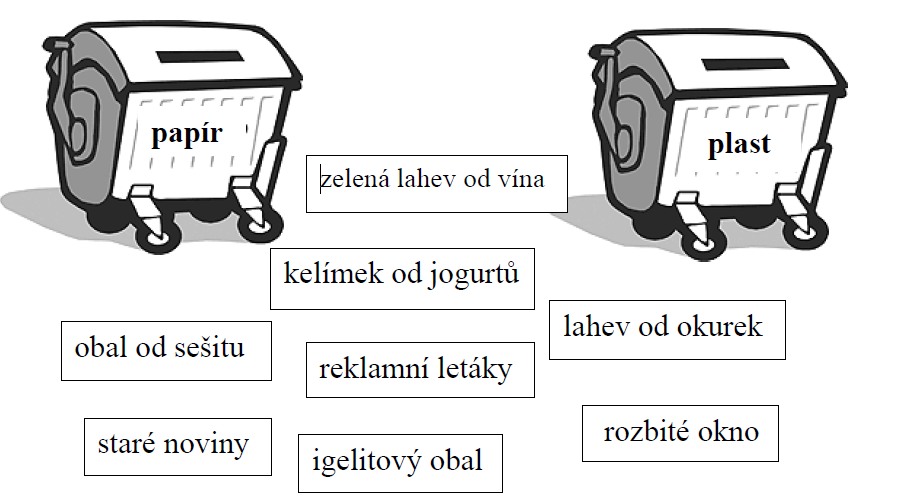 papír
plast
zelená lahev od vína
kelímek od jogurtů
lahev od okurek
obal od sešitu
reklamní letáky
staré noviny
rozbité okno
igelitový obal